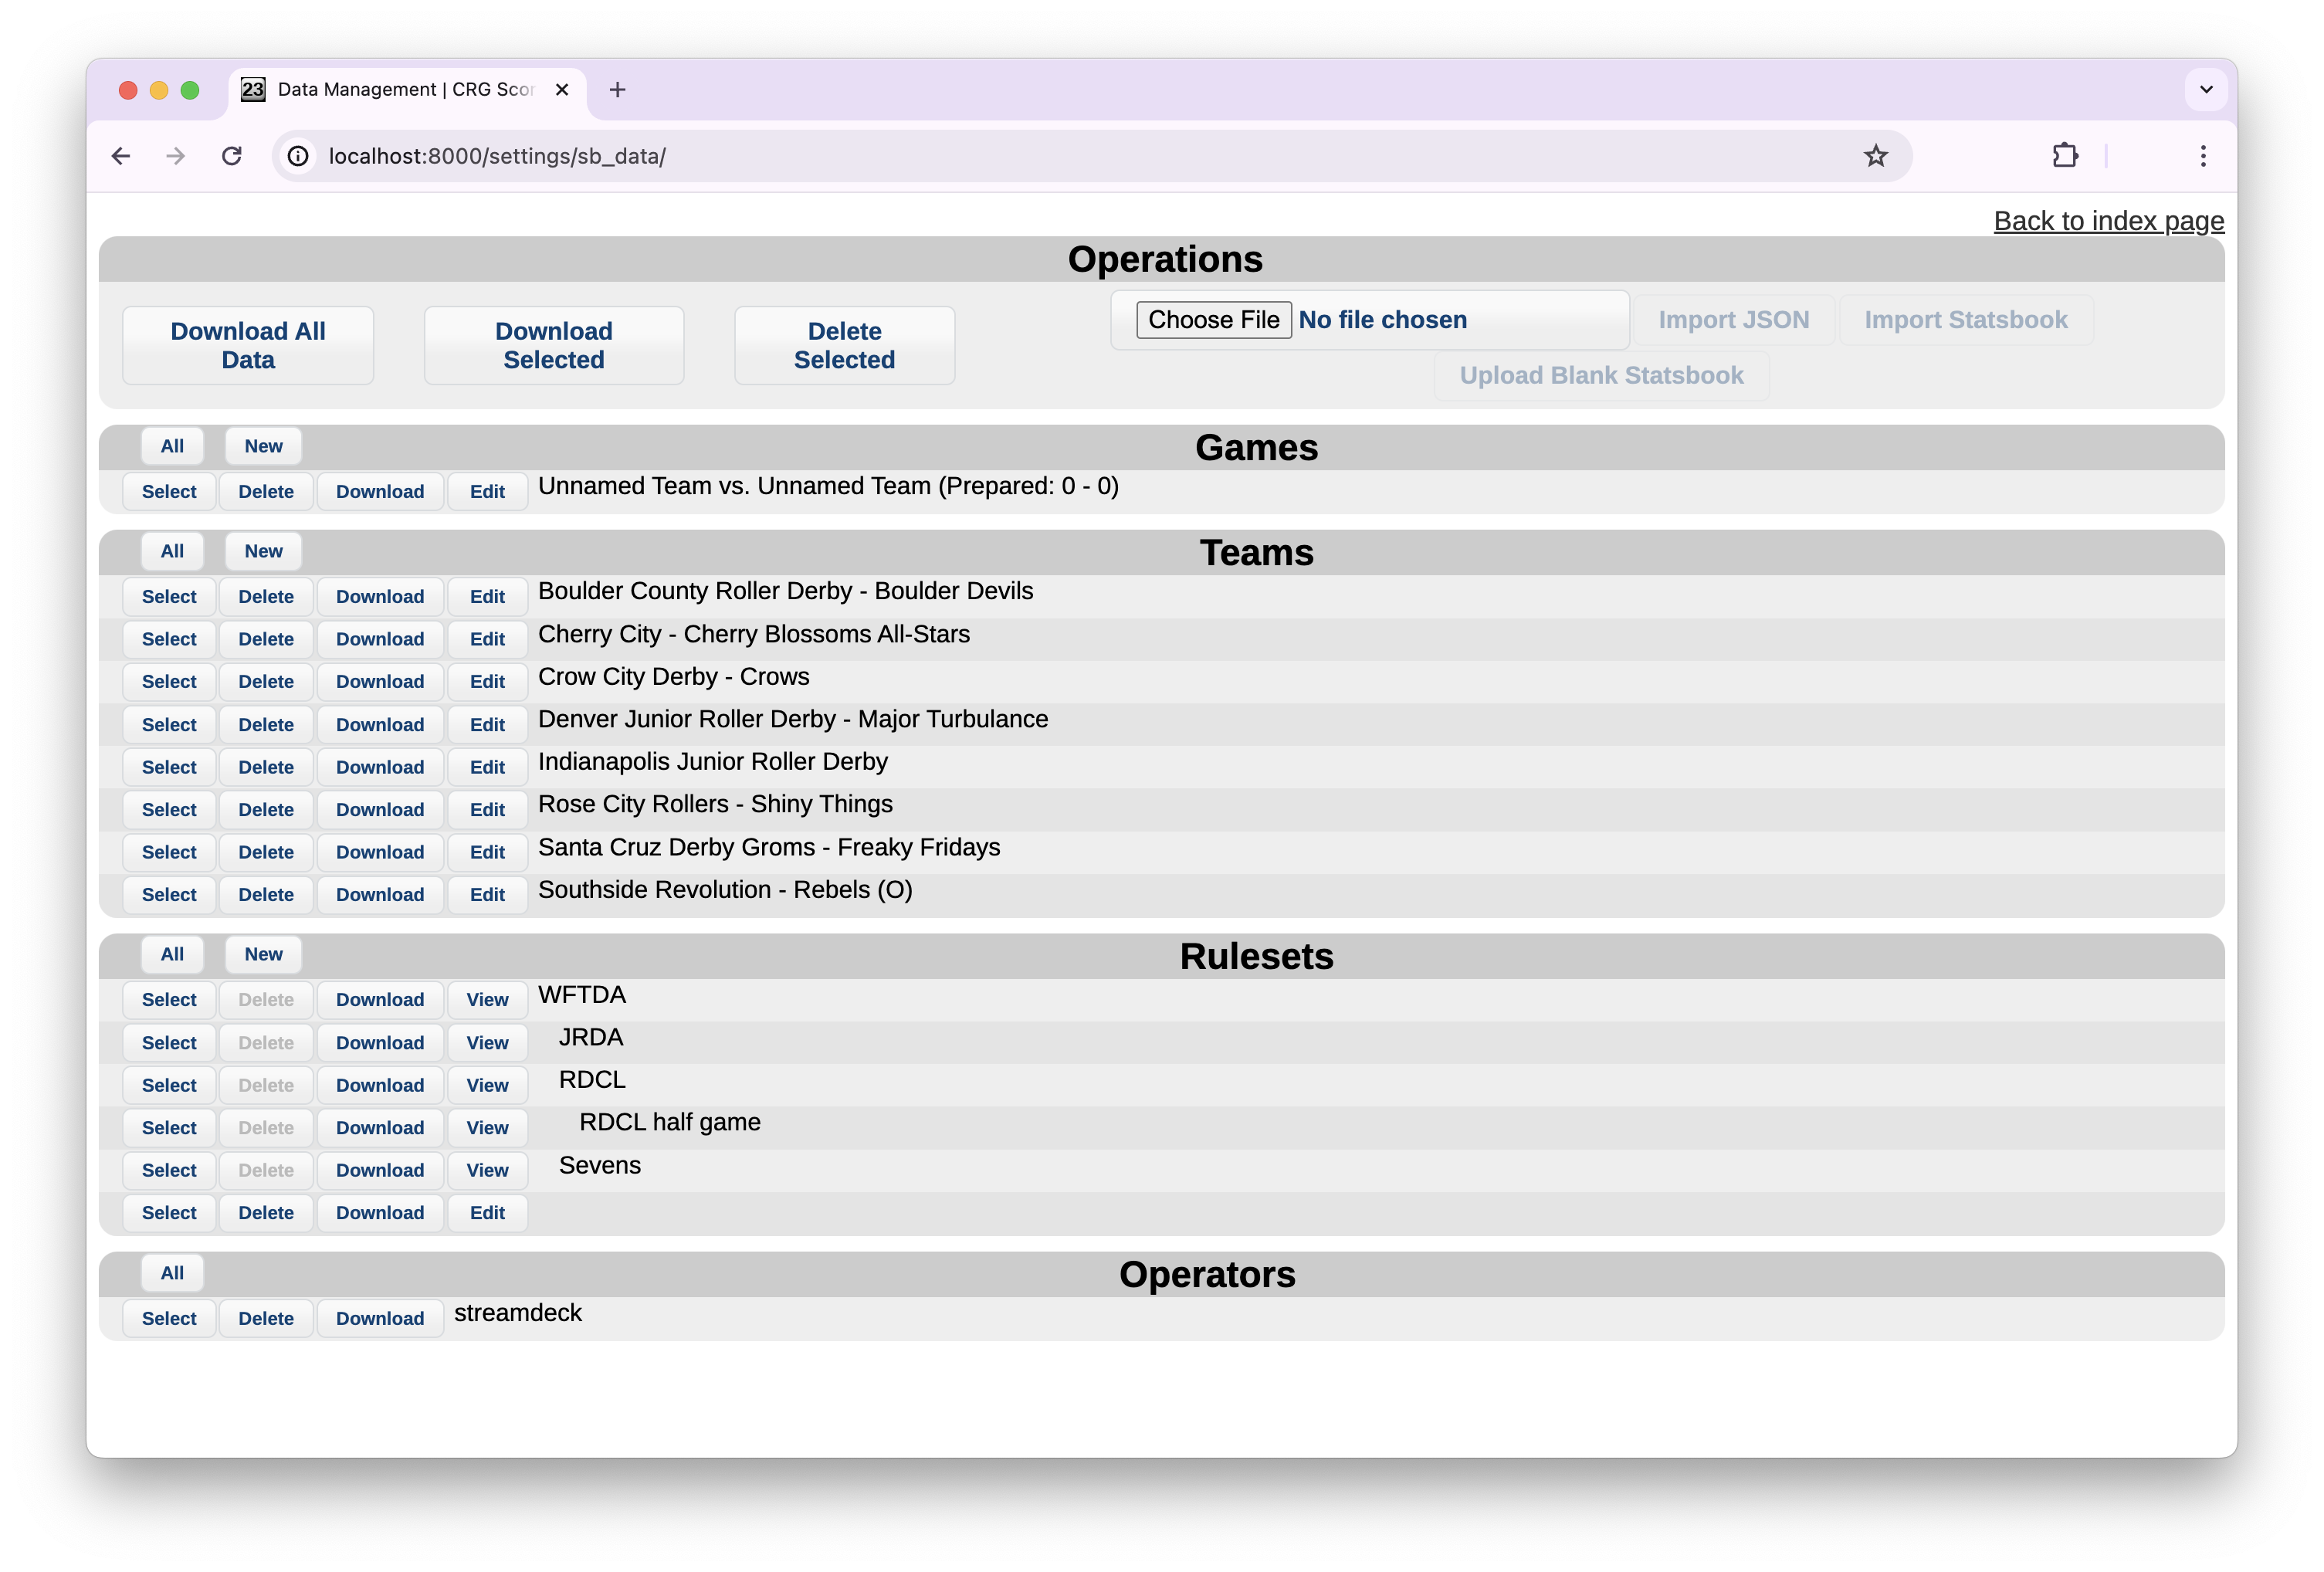 23 Data Management | CRG Scor
localhost:8000/settings/sb_data/
Back to index page
Operations
Download All Data
Download Selected
Delete Selected
Choose File No file chosen Import JSON Import Statsbook
Upload Blank Statsbook
All New Games
Select Delete Download Edit Unnamed Team vs. Unnamed Team (Prepared: 0 - 0)
All New Teams
Select Delete Download Edit Boulder County Roller Derby - Boulder Devils
Select Delete Download Edit Cherry City - Cherry Blossoms All-Stars
Select Delete Download Edit Crow City Derby - Crows
Select Delete Download Edit Denver Junior Roller Derby - Major Turbulance
Select Delete Download Edit Indianapolis Junior Roller Derby
Select Delete Download Edit Rose City Rollers - Shiny Things
Select Delete Download Edit Santa Cruz Derby Groms - Freaky Fridays
Select Delete Download Edit Southside Revolution - Rebels (O)
All New Rulesets
Select Delete Download View WFTDA
Select Delete Download View JRDA
Select Delete Download View RDCL
Select Delete Download View RDCL half game
Select Delete Download View Sevens
Select Delete Download Edit
All Operators
Select Delete Download streamdeck